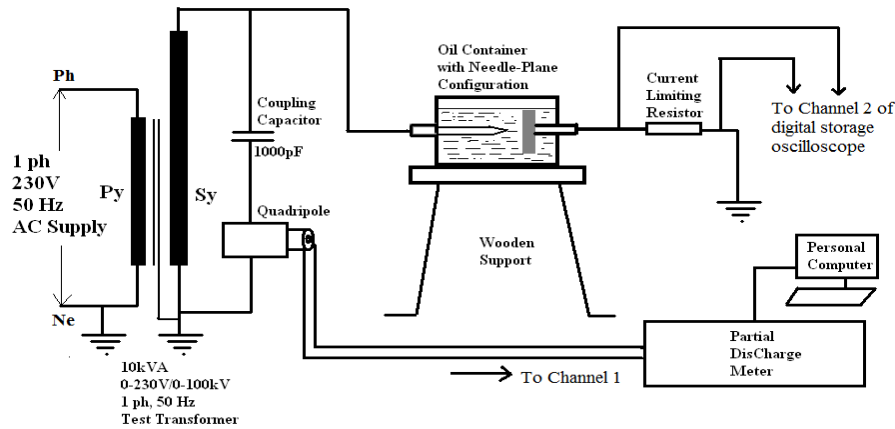 Ph
1 ph
230V
50 Hz
AC Supply
Ne
Py
Sy
10kVA
0-230V/0-100kV
1 ph, 50 Hz
Test Transformer
Coupling
Capacitor
1000pF
Quadripole
Oil Container
with Needle-Plane
Configuration
Wooden
Support
Current
Limiting
Resistor
To Channel 2 of
digital storage
oscilloscope
Personal
Computer
Partial
DisCharge
Meter
To Channel 1